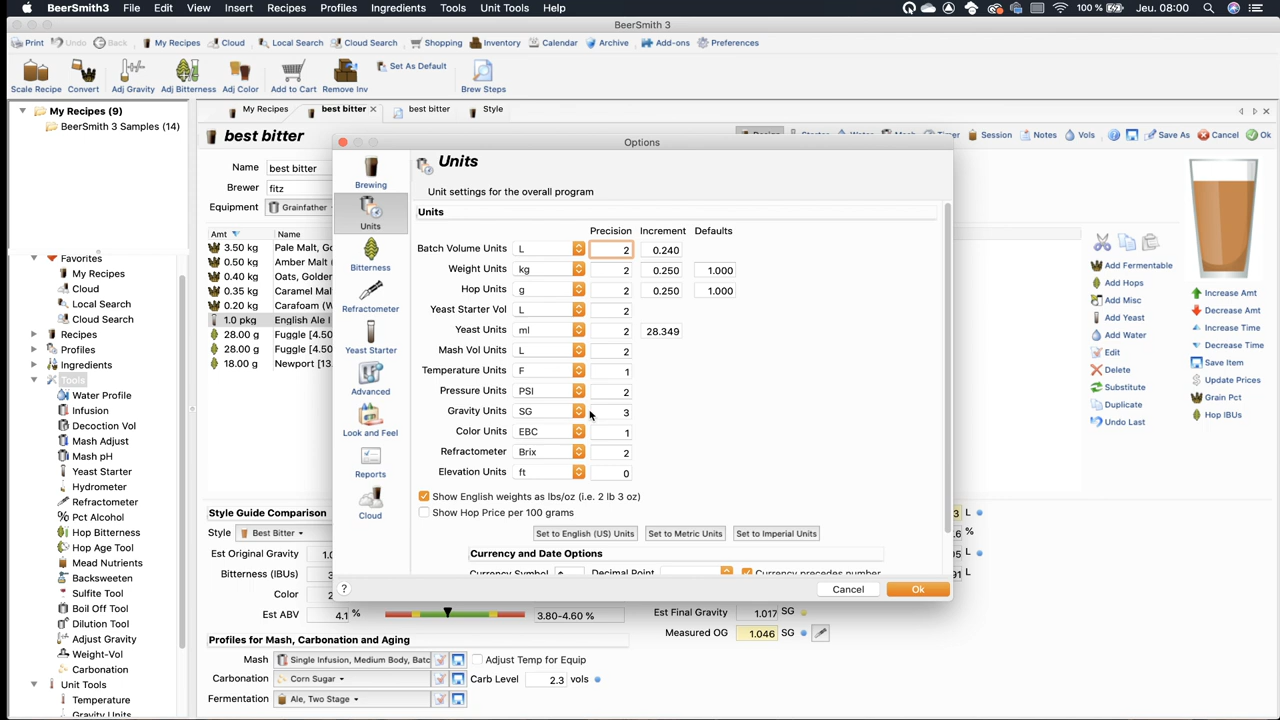 BeerSmith3 File Edit View Insert Recipes Profiles Ingredients Tools Unit Tools Help 100 % Jeu. 08:00
BeerSmith 3
Print Undo Back My Recipes Cloud Local Search Cloud Search Shopping Inventory Calendar Archive Add-ons Preferences
Scale Recipe Convert Adj Gravity Adj Bitterness Adj Color Add to Cart Remove Inv Set As Default Brew Steps
My Recipes (9)
BeerSmith 3 Samples (14)
Favorites
My Recipes
Cloud
Local Search
Cloud Search
Recipes
Profiles
Ingredients
Tools
Water Profile
Infusion
Decoction Vol
Mash Adjust
Mash pH
Yeast Starter
Hydrometer
Refractometer
Pct Alcohol
Hop Bitterness
Hop Age Tool
Mead Nutrients
Backsweeten
Sulfite Tool
Boil Off Tool
Dilution Tool
Adjust Gravity
Weight-Vol
Carbonation
Unit Tools
Temperature
Gravity Units
My Recipes best bitter best bitter Style
best bitter
Session Notes Vols Save As Cancel Ok
Name best bitter
Brewer fitz
Equipment Grainfather
Amt Name
3.50 kg Pale Malt, Go
0.50 kg Amber Malt (
0.40 kg Oats, Golden
0.35 kg Caramel Mal
0.20 kg Carafoam (W
1.0 pkg English Ale I
28.00 g Fuggle [4.50
28.00 g Fuggle [4.50
18.00 g Newport [13.
Options
Brewing
Units
Bitterness
Refractometer
Yeast Starter
Advanced
Look and Feel
Reports
Cloud
Units
Unit settings for the overall program
Units
Precision Increment Defaults
Batch Volume Units L 2 0.240
Weight Units kg 2 0.250 1.000
Hop Units g 2 0.250 1.000
Yeast Starter Vol L 2
Yeast Units ml 2 28.349
Mash Vol Units L 2
Temperature Units F 1
Pressure Units PSI 2
Gravity Units SG 3
Color Units EBC 1
Refractometer Brix 2
Elevation Units ft 0
Show English weights as lbs/oz (i.e. 2 lb 3 oz)
Show Hop Price per 100 grams
Set to English (US) Units Set to Metric Units Set to Imperial Units
Currency and Date Options
Currency Symbol Decimal Point Currency precedes number
? Cancel Ok
Add Fermentable
Add Hops
Add Misc
Add Yeast
Add Water
Edit
Delete
Substitute
Duplicate
Undo Last
Increase Amt
Decrease Amt
Increase Time
Decrease Time
Save Item
Update Prices
Grain Pct
Hop IBUs
Style Guide Comparison
Style Best Bitter
Est Original Gravity 1.0
Bitterness (IBUs) 3
Color 2
Est ABV 4.1 % 3.80-4.60 %
Est Final Gravity 1.017 SG
Measured OG 1.046 SG
Profiles for Mash, Carbonation and Aging
Mash Single Infusion, Medium Body, Batc Adjust Temp for Equip
Carbonation Corn Sugar Carb Level 2.3 vols
Fermentation Ale, Two Stage